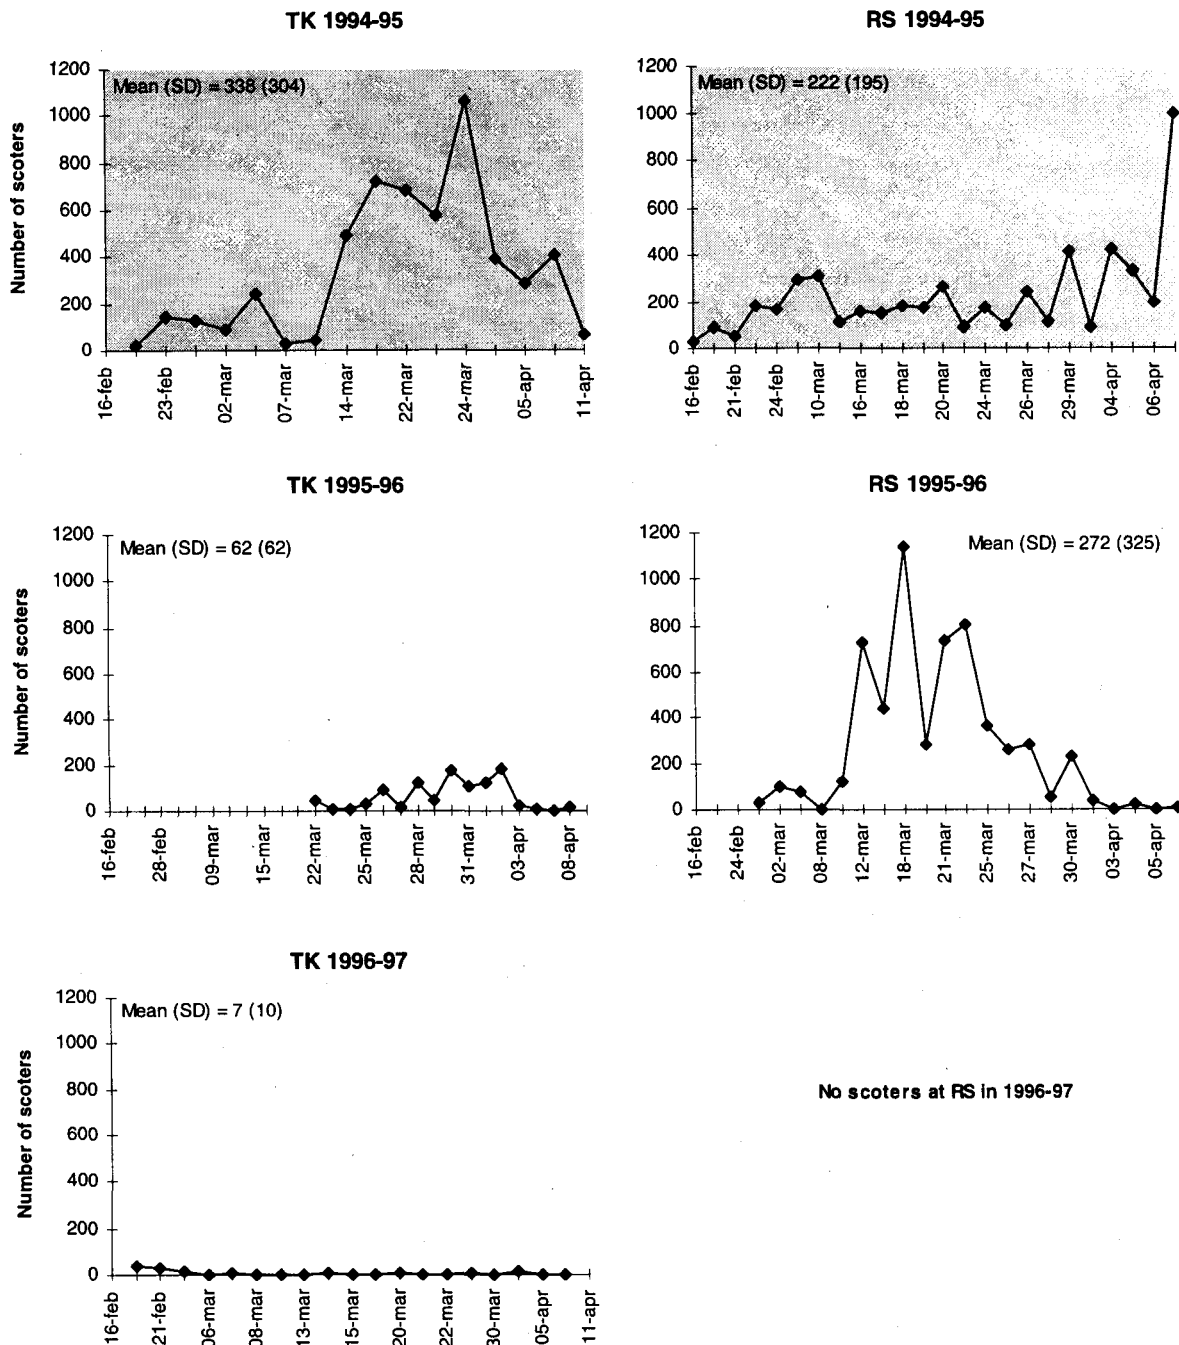 TK 1994-95
Number of scoters
Mean (SD) = 338 (304)
1200
1000
800
600
400
200
0
16-feb
23-feb
02-mar
07-mar
14-mar
22-mar
24-mar
05-apr
11-apr
RS 1994-95
Mean (SD) = 222 (195)
1200
1000
800
600
400
200
0
16-feb
21-feb
24-feb
10-mar
16-mar
18-mar
20-mar
24-mar
26-mar
29-mar
04-apr
06-apr
TK 1995-96
Number of scoters
Mean (SD) = 62 (62)
1200
1000
800
600
400
200
0
16-feb
28-feb
09-mar
15-mar
22-mar
25-mar
28-mar
31-mar
03-apr
08-apr
RS 1995-96
Mean (SD) = 272 (325)
1200
1000
800
600
400
200
0
16-feb
24-feb
02-mar
08-mar
12-mar
18-mar
21-mar
25-mar
27-mar
30-mar
03-apr
05-apr
TK 1996-97
Number of scoters
Mean (SD) = 7 (10)
1200
1000
800
600
400
200
0
16-feb
21-feb
06-mar
08-mar
13-mar
15-mar
20-mar
22-mar
30-mar
05-apr
11-apr
No scoters at RS in 1996-97